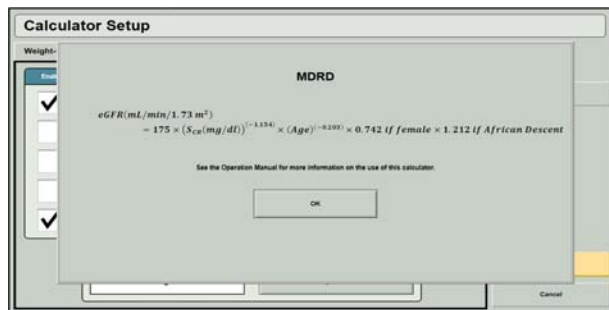 Calculator Setup
Weight-
Enab
MDRD
eGFR(mL/min/1.73 m²)
= 175 × (S_CR(mg/dl))^(−1.154) × (Age)^(−0.203) × 0.742 if female × 1.212 if African Descent
See the Operation Manual for more information on the use of this calculator.
OK
Cancel